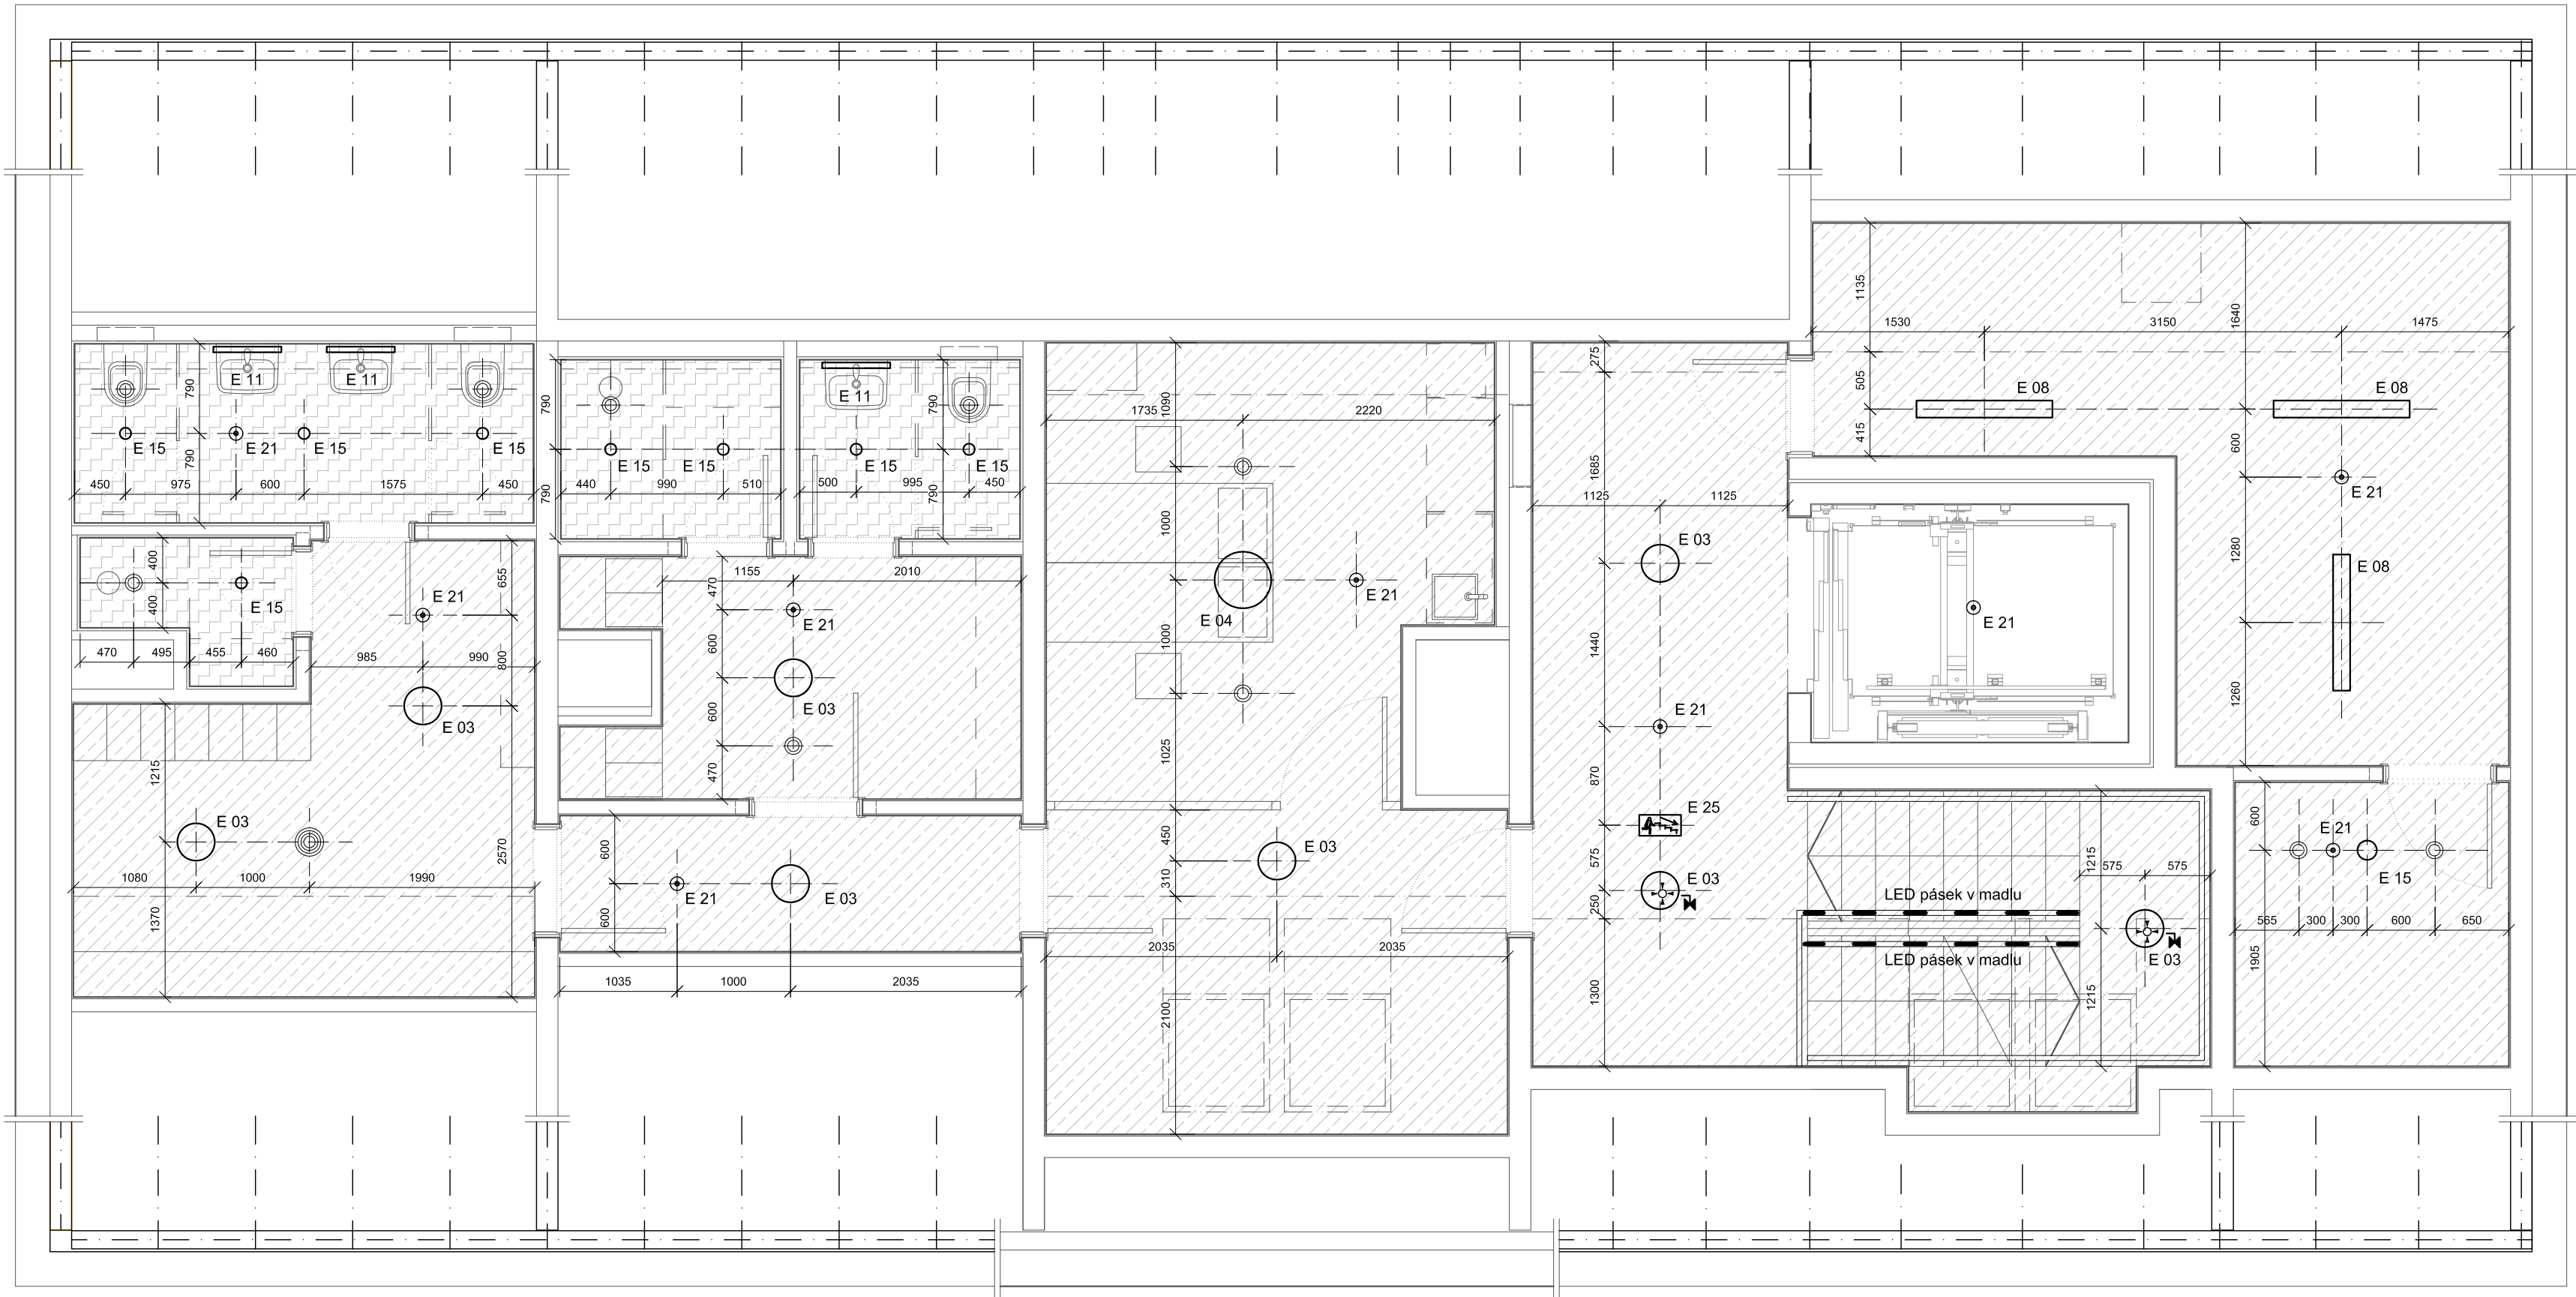 1135
1640
1530
3150
1475
275
505
415
E 08
E 08
600
E 21
1280
E 08
1260
790
E 11
E 11
E 15
E 21
E 15
E 15
790
450
975
600
1575
450
790
E 11
790
E 15
E 15
E 15
E 15
440
990
510
500
995
450
790
790
1090
1735
2220
1000
E 04
E 21
1000
1025
1685
1125
1125
E 03
1440
E 21
E 21
870
E 25
575
E 03
250
1300
400
400
E 15
470
495
455
460
655
E 21
985
990
800
E 03
1215
E 03
1080
1000
1990
2570
1370
1155
2010
470
E 21
600
E 03
600
470
600
E 21
E 03
600
1035
1000
2035
450
E 03
310
2035
2035
2100
LED pásek v madlu
LED pásek v madlu
1215
575
575
E 03
1215
600
E 21
E 15
565
300
300
600
650
1905